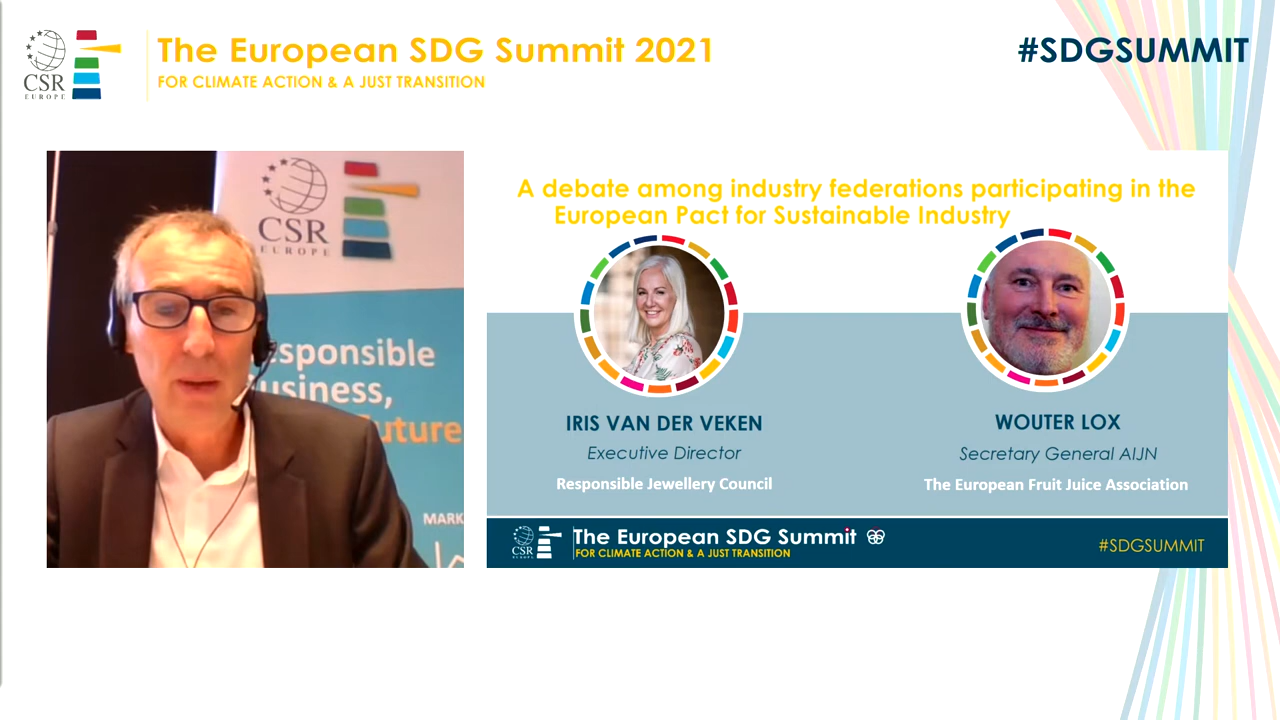 CSR
EUROPE
The European SDG Summit 2021
FOR CLIMATE ACTION & A JUST TRANSITION
#SDGSUMMIT
CSR
EUROPE
esponsible
usiness,
uture
MARK
A debate among industry federations participating in the
European Pact for Sustainable Industry
IRIS VAN DER VEKEN
Executive Director
Responsible Jewellery Council
WOUTER LOX
Secretary General AIJN
The European Fruit Juice Association
CSR
EUROPE
The European SDG Summit
FOR CLIMATE ACTION & A JUST TRANSITION
#SDGSUMMIT